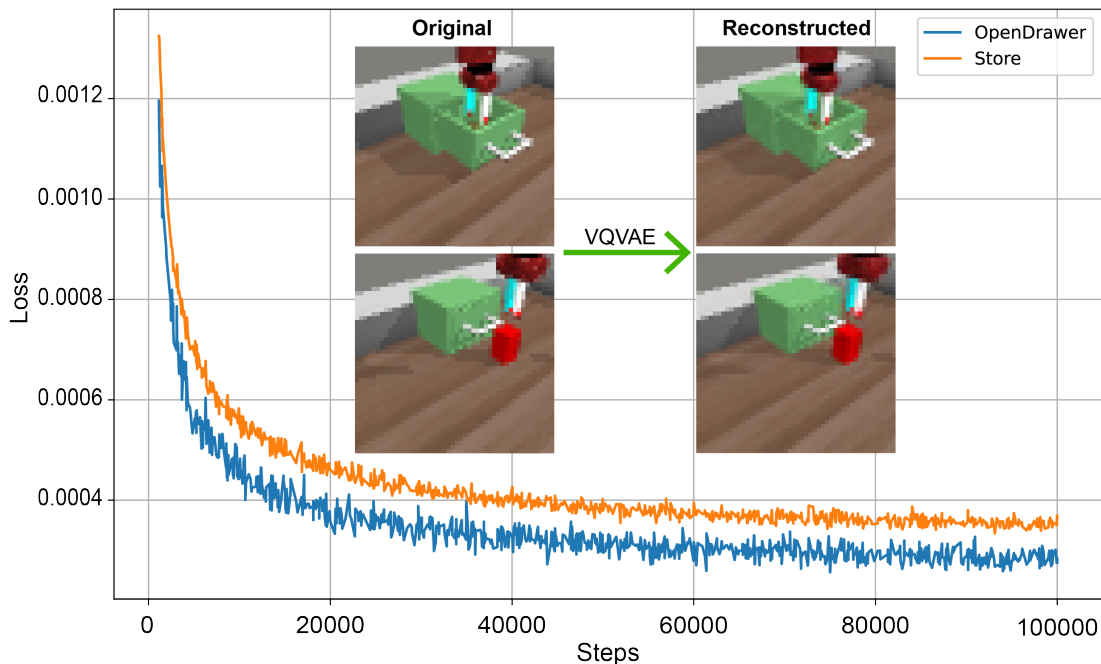 Original
Reconstructed
OpenDrawer
Store
VQVAE
Loss
0.0012
0.0010
0.0008
0.0006
0.0004
0
20000
40000
60000
80000
100000
Steps